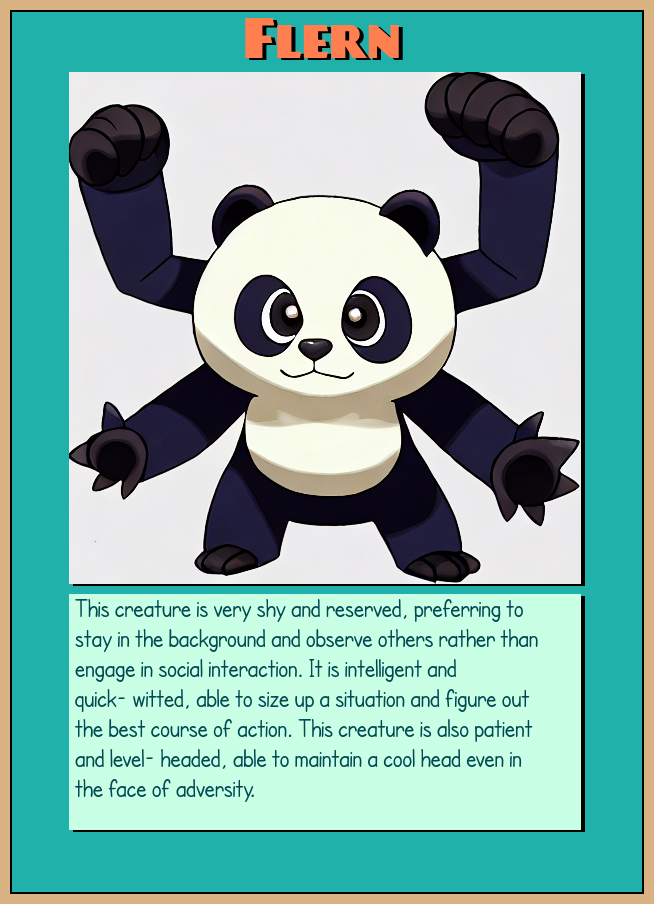 Flern
This creature is very shy and reserved, preferring to
stay in the background and observe others rather than
engage in social interaction. It is intelligent and
quick- witted, able to size up a situation and figure out
the best course of action. This creature is also patient
and level- headed, able to maintain a cool head even in
the face of adversity.